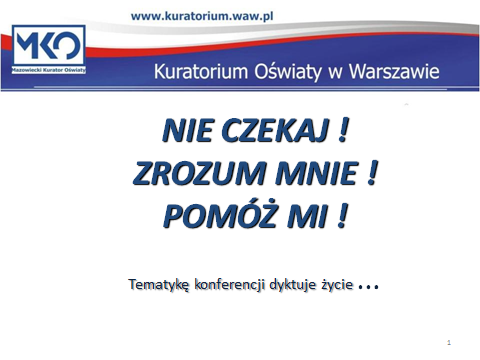 www.kuratorium.waw.pl
MKO
Mazowiecki Kurator Oświaty
Kuratorium Oświaty w Warszawie
NIE CZEKAJ !
ZROZUM MNIE !
POMÓŻ MI !
Tematykę konferencji dyktuje życie ...
1